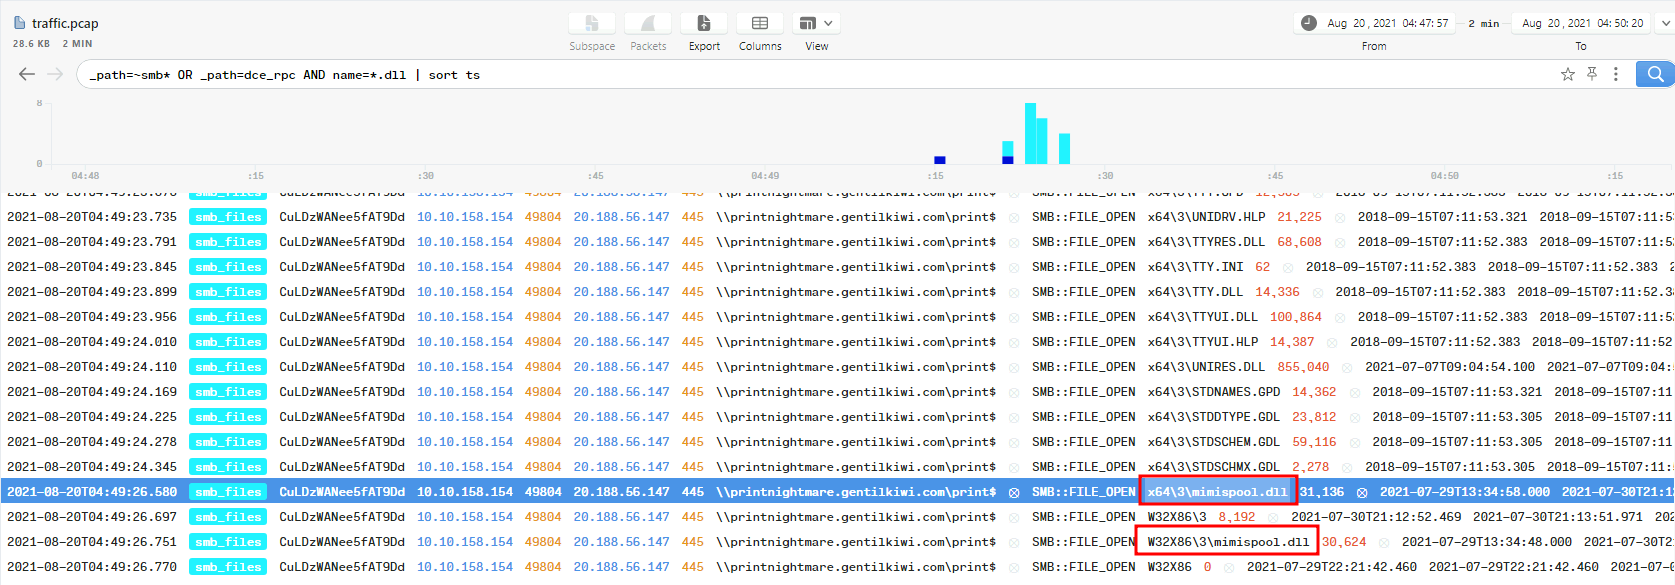 traffic.pcap
28.6 KB 2 MIN
Subspace Packets Export Columns View
Aug 20, 2021 04:47:57 2 min Aug 20, 2021 04:50:20
From To
_path=~smb* OR _path=dce_rpc AND name=*.dll | sort ts
8
0
04:48 :15 :30 :45 04:49 :15 :30 :45 04:50 :15
smb_files CuLDzWANee5fAT9Dd 10.10.158.154 49804 20.188.56.147 445 \\printnightmare.gentilkiwi.com\print$ SMB::FILE_OPEN
2021-08-20T04:49:23.735 smb_files CuLDzWANee5fAT9Dd 10.10.158.154 49804 20.188.56.147 445 \\printnightmare.gentilkiwi.com\print$ SMB::FILE_OPEN x64\3\UNIDRV.HLP 21,225 2018-09-15T07:11:53.321 2018-09-15T07:11:52
2021-08-20T04:49:23.791 smb_files CuLDzWANee5fAT9Dd 10.10.158.154 49804 20.188.56.147 445 \\printnightmare.gentilkiwi.com\print$ SMB::FILE_OPEN x64\3\TTYRES.DLL 68,608 2018-09-15T07:11:52.383 2018-09-15T07:11:52
2021-08-20T04:49:23.845 smb_files CuLDzWANee5fAT9Dd 10.10.158.154 49804 20.188.56.147 445 \\printnightmare.gentilkiwi.com\print$ SMB::FILE_OPEN x64\3\TTY.INI 62 2018-09-15T07:11:52.383 2018-09-15T07:11:52.383 2
2021-08-20T04:49:23.899 smb_files CuLDzWANee5fAT9Dd 10.10.158.154 49804 20.188.56.147 445 \\printnightmare.gentilkiwi.com\print$ SMB::FILE_OPEN x64\3\TTY.DLL 14,336 2018-09-15T07:11:52.383 2018-09-15T07:11:52.3
2021-08-20T04:49:23.956 smb_files CuLDzWANee5fAT9Dd 10.10.158.154 49804 20.188.56.147 445 \\printnightmare.gentilkiwi.com\print$ SMB::FILE_OPEN x64\3\TTYUI.DLL 100,864 2018-09-15T07:11:52.383 2018-09-15T07:11:5
2021-08-20T04:49:24.010 smb_files CuLDzWANee5fAT9Dd 10.10.158.154 49804 20.188.56.147 445 \\printnightmare.gentilkiwi.com\print$ SMB::FILE_OPEN x64\3\TTYUI.HLP 14,387 2018-09-15T07:11:52.383 2018-09-15T07:11:52
2021-08-20T04:49:24.110 smb_files CuLDzWANee5fAT9Dd 10.10.158.154 49804 20.188.56.147 445 \\printnightmare.gentilkiwi.com\print$ SMB::FILE_OPEN x64\3\UNIRES.DLL 855,040 2021-07-07T09:04:54.100 2021-07-07T09:04:
2021-08-20T04:49:24.169 smb_files CuLDzWANee5fAT9Dd 10.10.158.154 49804 20.188.56.147 445 \\printnightmare.gentilkiwi.com\print$ SMB::FILE_OPEN x64\3\STDNAMES.GPD 14,362 2018-09-15T07:11:53.321 2018-09-15T07:11:
2021-08-20T04:49:24.225 smb_files CuLDzWANee5fAT9Dd 10.10.158.154 49804 20.188.56.147 445 \\printnightmare.gentilkiwi.com\print$ SMB::FILE_OPEN x64\3\STDDTYPE.GDL 23,812 2018-09-15T07:11:53.305 2018-09-15T07:11:
2021-08-20T04:49:24.278 smb_files CuLDzWANee5fAT9Dd 10.10.158.154 49804 20.188.56.147 445 \\printnightmare.gentilkiwi.com\print$ SMB::FILE_OPEN x64\3\STDSCHEM.GDL 59,116 2018-09-15T07:11:53.305 2018-09-15T07:11:
2021-08-20T04:49:24.345 smb_files CuLDzWANee5fAT9Dd 10.10.158.154 49804 20.188.56.147 445 \\printnightmare.gentilkiwi.com\print$ SMB::FILE_OPEN x64\3\STDSCHMX.GDL 2,278 2018-09-15T07:11:53.305 2018-09-15T07:11:5
2021-08-20T04:49:26.580 smb_files CuLDzWANee5fAT9Dd 10.10.158.154 49804 20.188.56.147 445 \\printnightmare.gentilkiwi.com\print$ SMB::FILE_OPEN x64\3\mimispool.dll 31,136 2021-07-29T13:34:58.000 2021-07-30T21:12
2021-08-20T04:49:26.697 smb_files CuLDzWANee5fAT9Dd 10.10.158.154 49804 20.188.56.147 445 \\printnightmare.gentilkiwi.com\print$ SMB::FILE_OPEN W32X86\3 8,192 2021-07-30T21:12:52.469 2021-07-30T21:13:51.971 202
2021-08-20T04:49:26.751 smb_files CuLDzWANee5fAT9Dd 10.10.158.154 49804 20.188.56.147 445 \\printnightmare.gentilkiwi.com\print$ SMB::FILE_OPEN W32X86\3\mimispool.dll 30,624 2021-07-29T13:34:48.000 2021-07-30T2
2021-08-20T04:49:26.770 smb_files CuLDzWANee5fAT9Dd 10.10.158.154 49804 20.188.56.147 445 \\printnightmare.gentilkiwi.com\print$ SMB::FILE_OPEN W32X86 0 2021-07-29T22:21:42.460 2021-07-29T22:21:42.460 2021-0